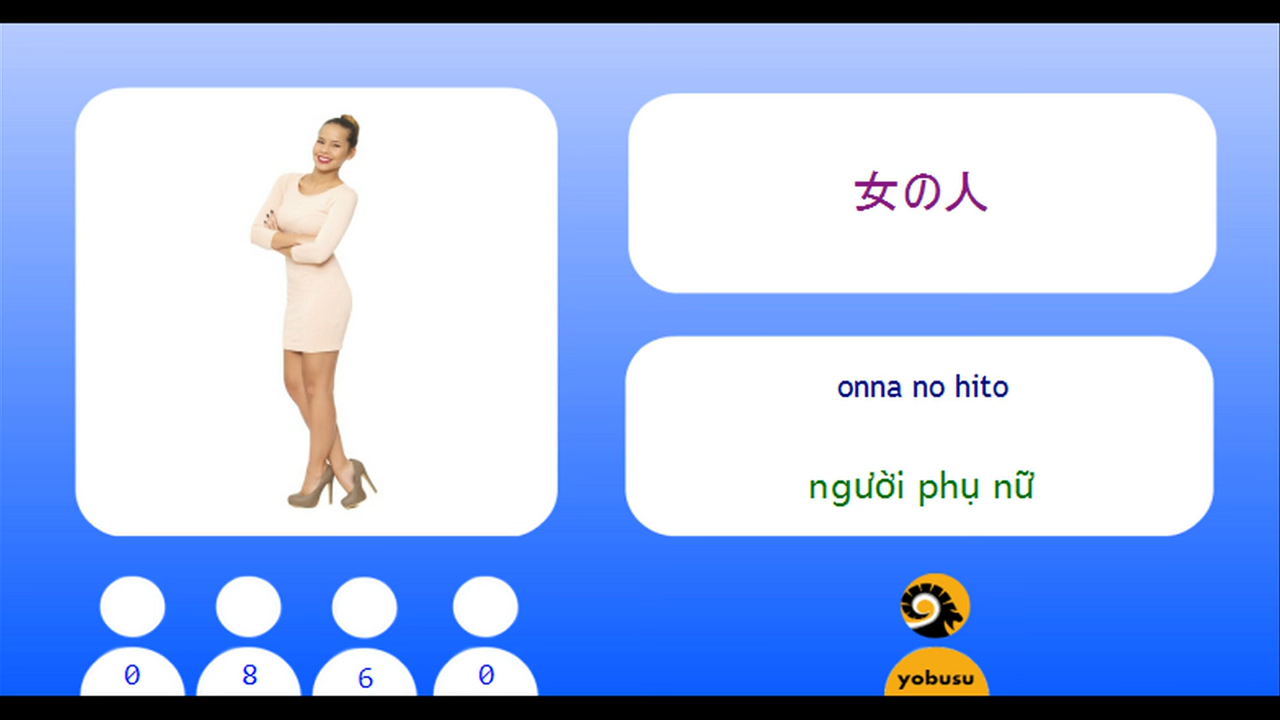 女の人
onna no hito
người phụ nữ
0 8 6 0
yobusu